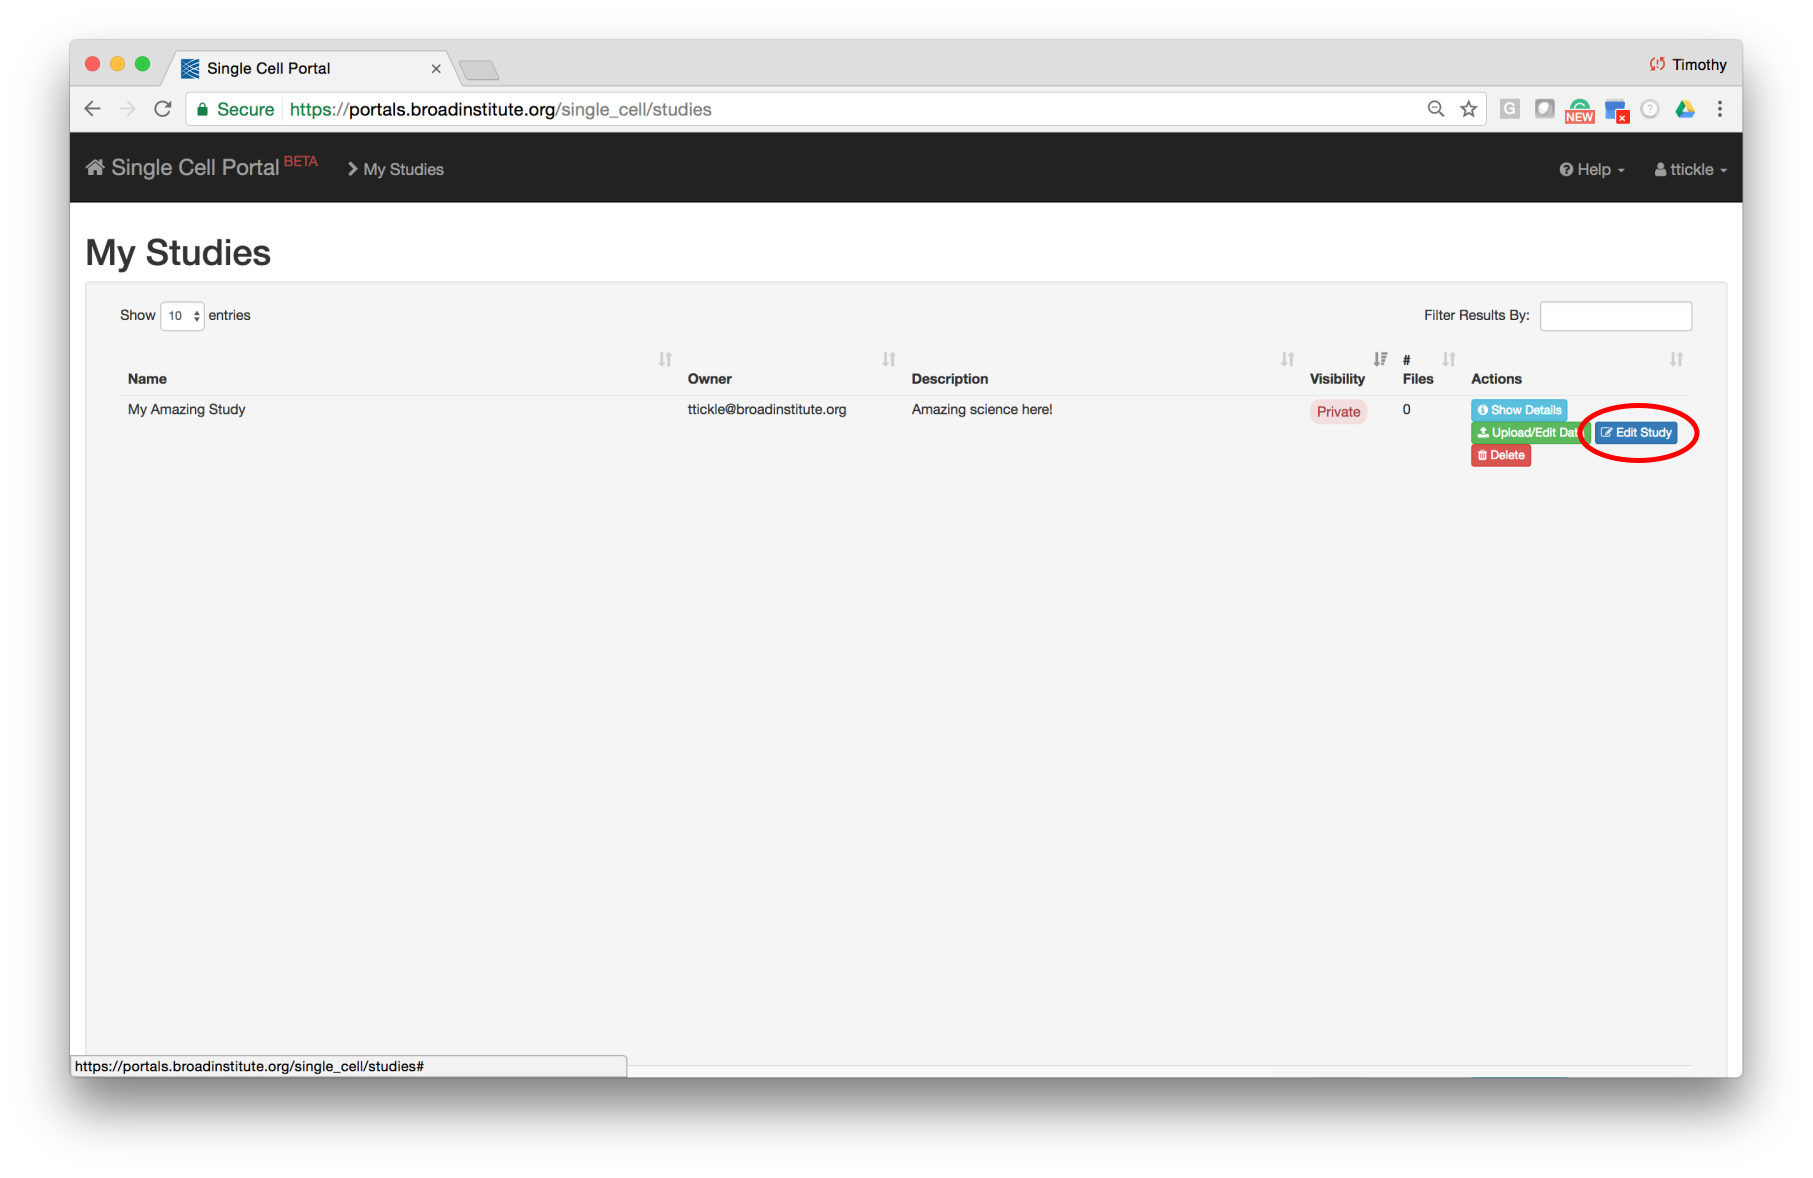 Single Cell Portal
Timothy
Secure https://portals.broadinstitute.org/single_cell/studies
G
NEW
Single Cell Portal BETA
My Studies
Help
ttickle
My Studies
Show 10 entries
Filter Results By:
Name Owner Description Visibility # Files Actions
My Amazing Study ttickle@broadinstitute.org Amazing science here! Private 0 Show Details
Upload/Edit Dat Edit Study
Delete
https://portals.broadinstitute.org/single_cell/studies#